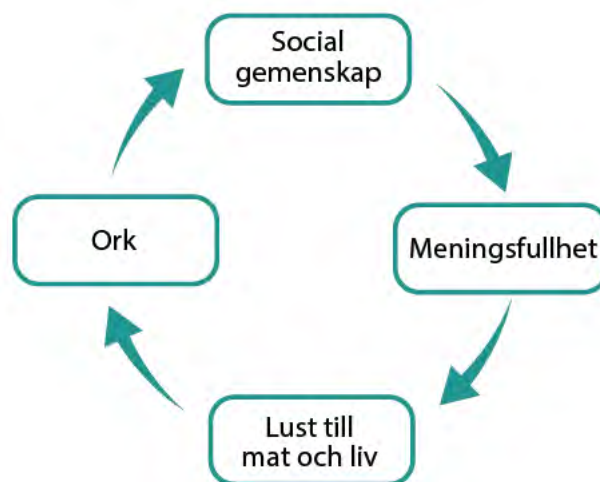 Social
gemenskap
Meningsfullhet
Lust till
mat och liv
Ork